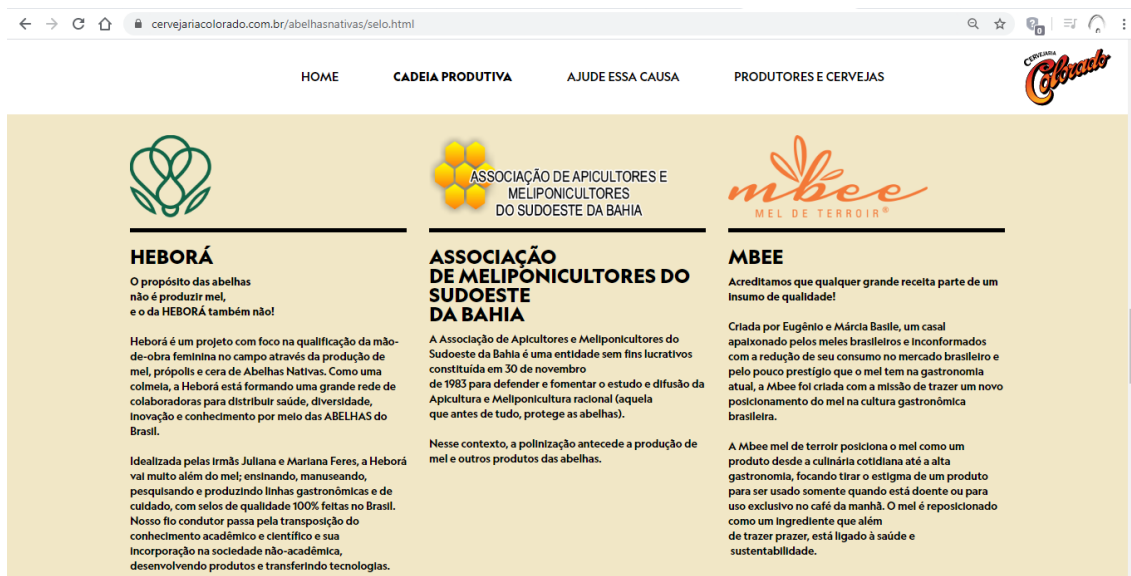 cervejariacolorado.com.br/abelhasnativas/selo.html
0
HOME
CADEIA PRODUTIVA
AJUDE ESSA CAUSA
PRODUTORES E CERVEJAS
CERVEJARIA
Colorado
HEBORÁ
O propósito das abelhas
não é produzir mel,
e o da HEBORÁ também não!
Heborá é um projeto com foco na qualificação da mão-
de-obra feminina no campo através da produção de
mel, própolis e cera de Abelhas Nativas. Como uma
colmeia, a Heborá está formando uma grande rede de
colaboradoras para distribuir saúde, diversidade,
inovação e conhecimento por meio das ABELHAS do
Brasil.
Idealizada pelas irmãs Juliana e Mariana Feres, a Heborá
vai muito além do mel; ensinando, manuseando,
pesquisando e produzindo linhas gastronômicas e de
cuidado, com selos de qualidade 100% feitas no Brasil.
Nosso fio condutor passa pela transposição do
conhecimento acadêmico e científico e sua
incorporação na sociedade não-acadêmica,
desenvolvendo produtos e transferindo tecnologias.
ASSOCIAÇÃO DE APICULTORES E
MELIPONICULTORES
DO SUDOESTE DA BAHIA
ASSOCIAÇÃO
DE MELIPONICULTORES DO
SUDOESTE
DA BAHIA
A Associação de Apicultores e Meliponicultores do
Sudoeste da Bahia é uma entidade sem fins lucrativos
constituída em 30 de novembro
de 1983 para defender e fomentar o estudo e difusão da
Apicultura e Meliponicultura racional (aquela
que antes de tudo, protege as abelhas).
Nesse contexto, a polinização antecede a produção de
mel e outros produtos das abelhas.
mbee
MEL DE TERROIR®
MBEE
Acreditamos que qualquer grande receita parte de um
insumo de qualidade!
Criada por Eugênio e Márcia Basile, um casal
apaixonado pelos meles brasileiros e inconformados
com a redução de seu consumo no mercado brasileiro e
pelo pouco prestígio que o mel tem na gastronomia
atual, a Mbee foi criada com a missão de trazer um novo
posicionamento do mel na cultura gastronômica
brasileira.
A Mbee mel de terroir posiciona o mel como um
produto desde a culinária cotidiana até a alta
gastronomia, focando tirar o estigma de um produto
para ser usado somente quando está doente ou para
uso exclusivo no café da manhã. O mel é reposicionado
como um ingrediente que além
de trazer prazer, está ligado à saúde e
sustentabilidade.